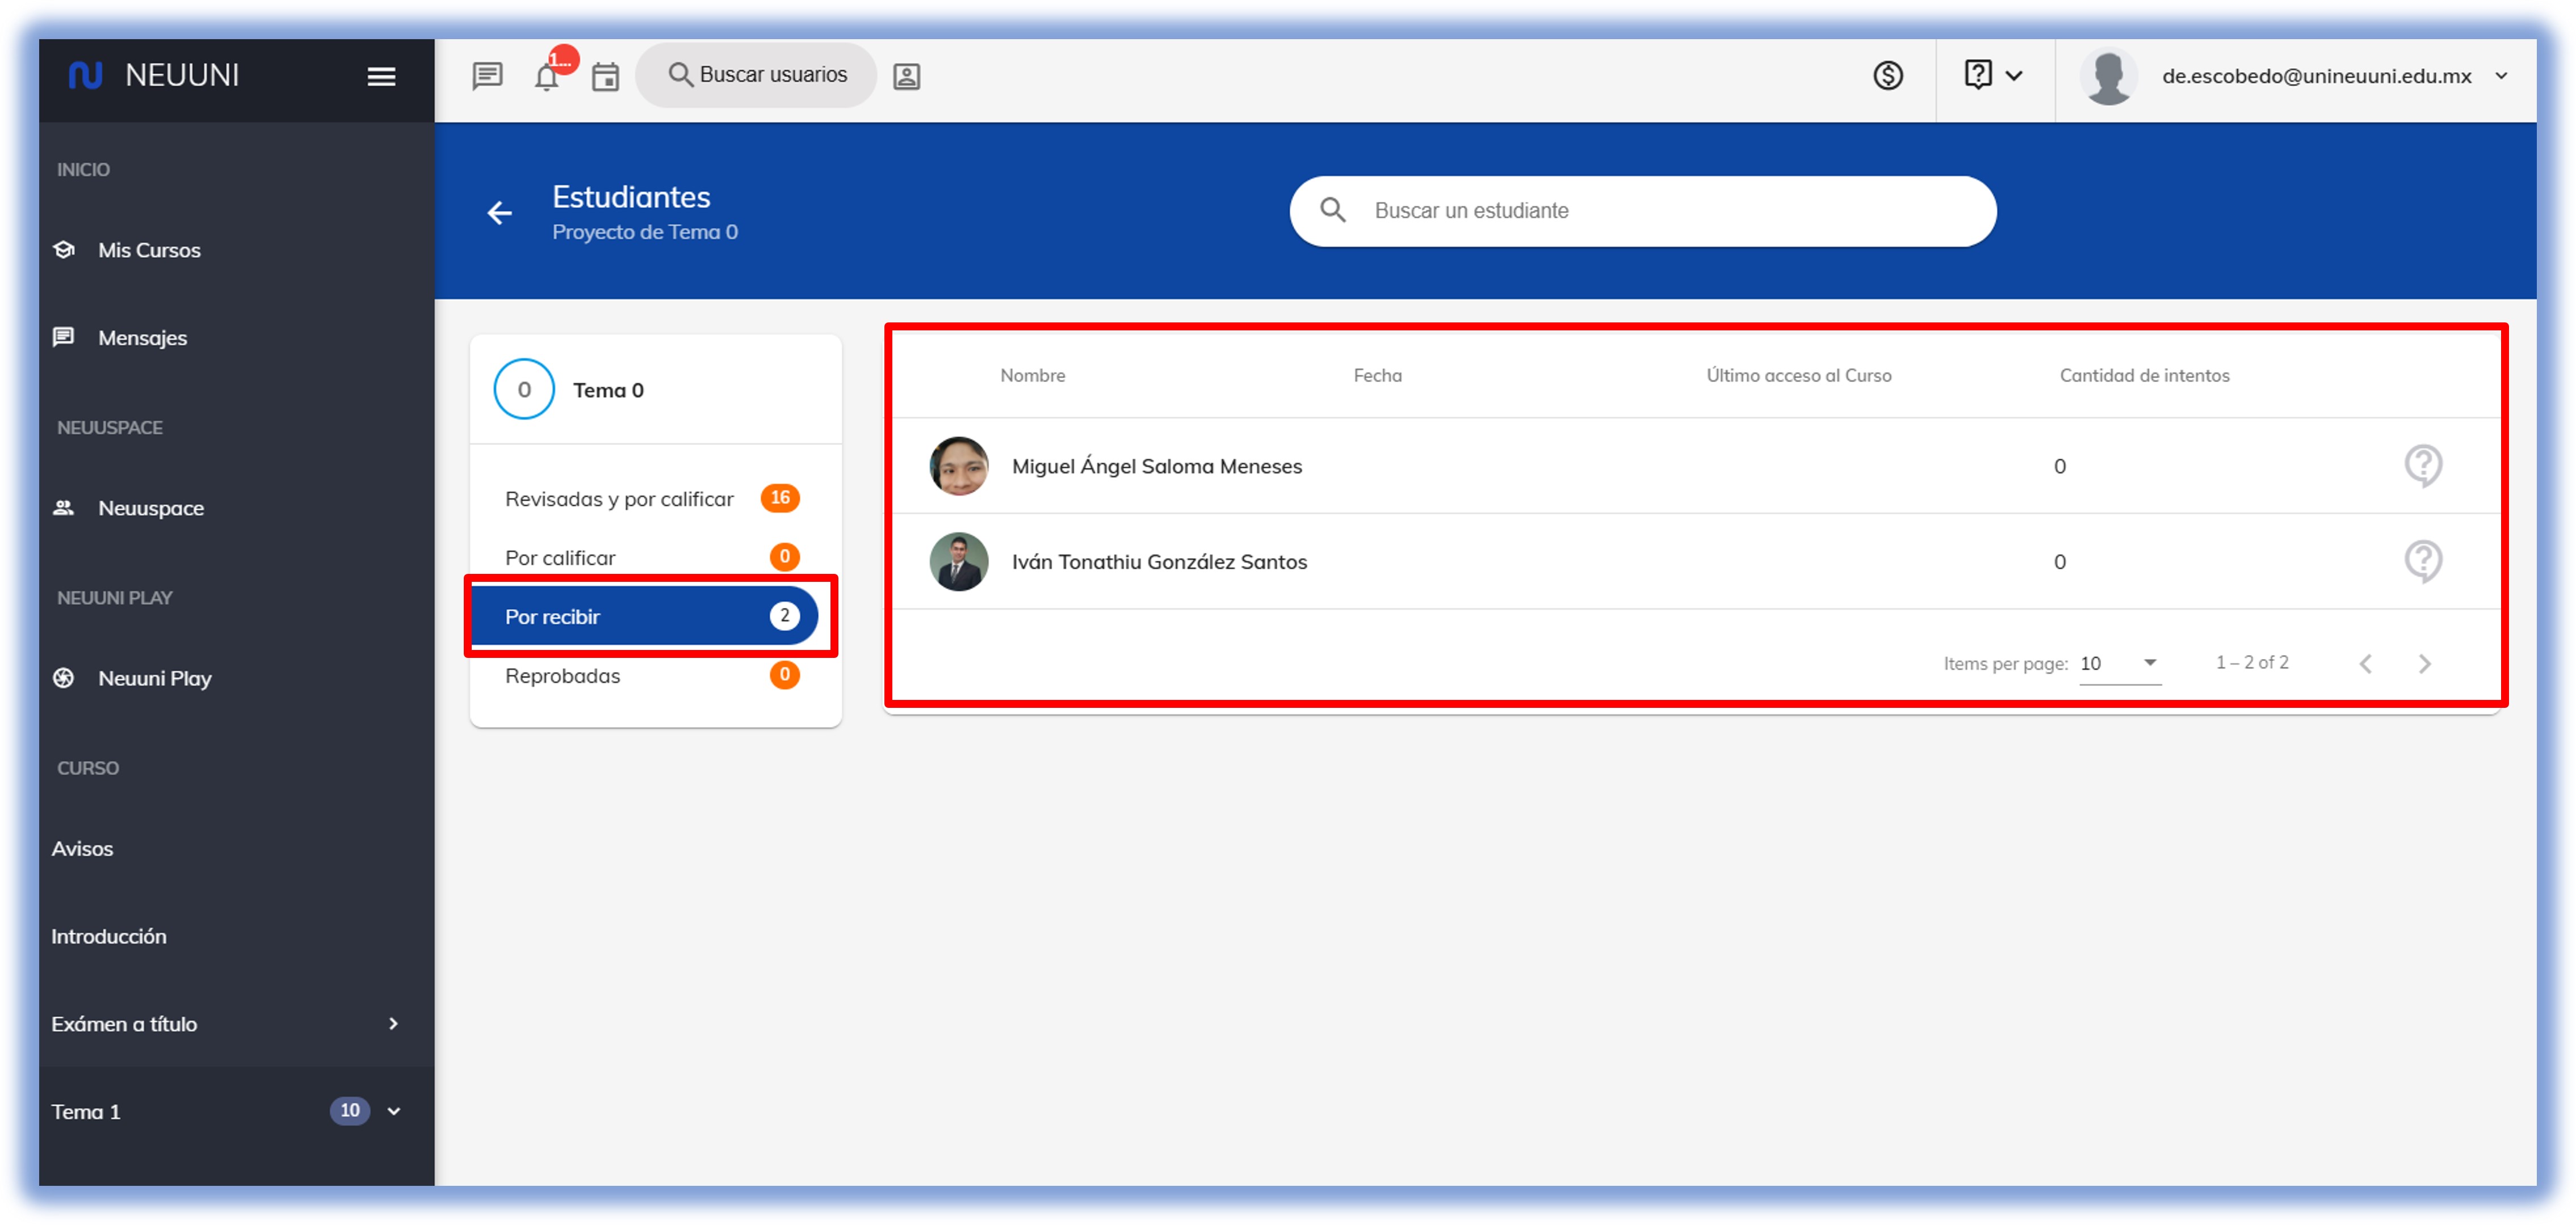 NEUUNI
1...
Buscar usuarios
de.escobedo@unineuuni.edu.mx
INICIO
Mis Cursos
Mensajes
NEUUSPACE
Neuuspace
NEUUNI PLAY
Neuuni Play
CURSO
Avisos
Introducción
Exámen a título
Tema 1 10
Estudiantes
Proyecto de Tema 0
Buscar un estudiante
0 Tema 0
Revisadas y por calificar 16
Por calificar 0
Por recibir 2
Reprobadas 0
Nombre Fecha Último acceso al Curso Cantidad de intentos
Miguel Ángel Saloma Meneses 0
Iván Tonathiu González Santos 0
Items per page: 10 1 – 2 of 2